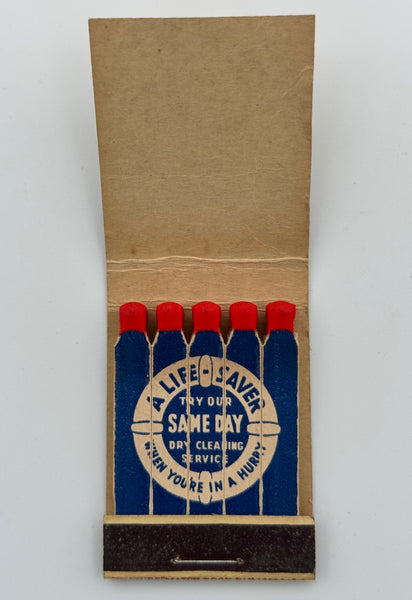 A LIFE-SAVER
TRY OUR
SAME DAY
DRY CLEANING
SERVICE
WHEN YOU'RE IN A HURRY